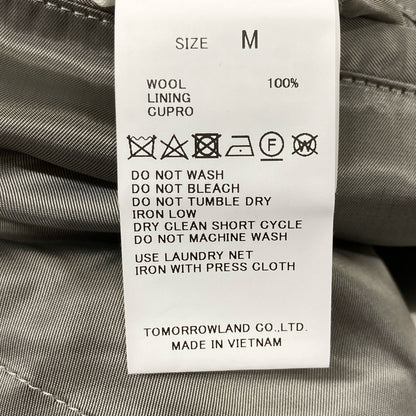 SIZE M
WOOL 100%
LINING
CUPRO
F W
DO NOT WASH
DO NOT BLEACH
DO NOT TUMBLE DRY
IRON LOW
DRY CLEAN SHORT CYCLE
DO NOT MACHINE WASH
USE LAUNDRY NET
IRON WITH PRESS CLOTH
TOMORROWLAND CO.,LTD.
MADE IN VIETNAM